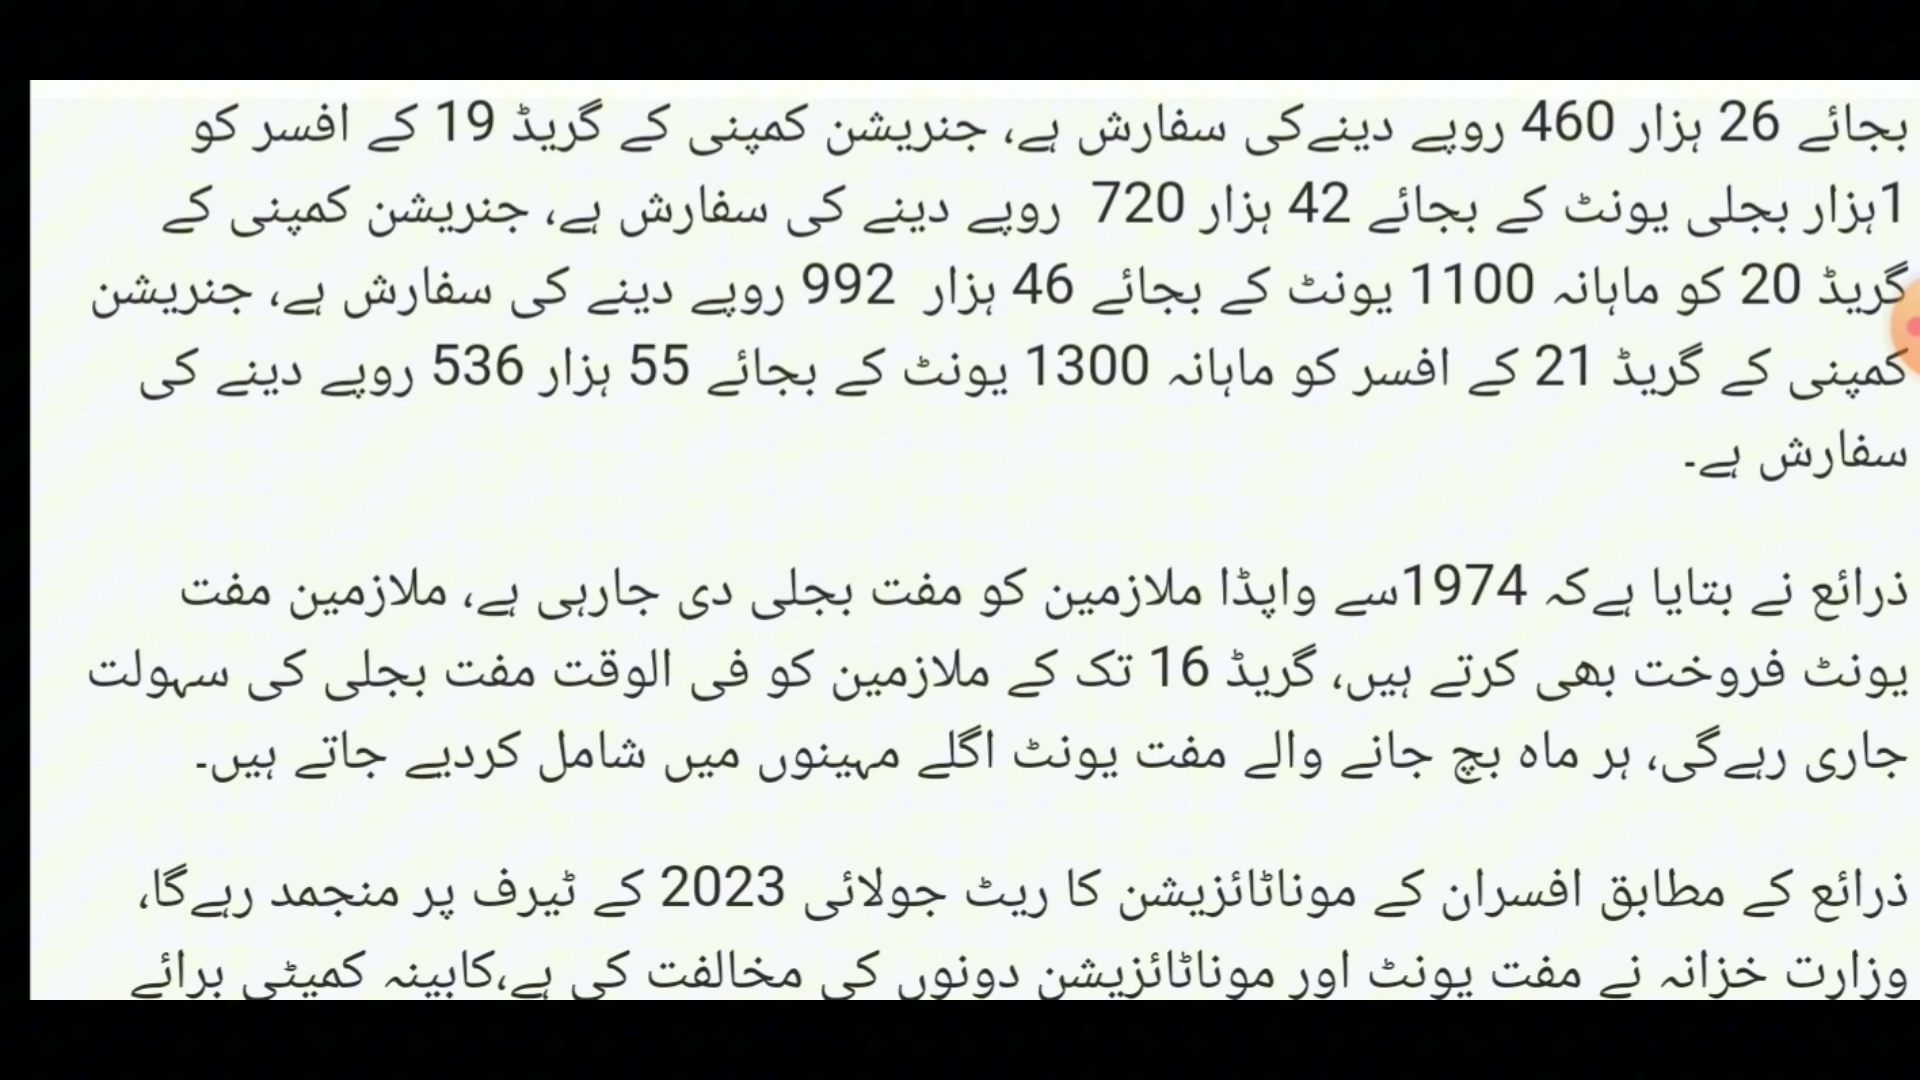 بجائے 26 ہزار 460 روپے دینےکی سفارش ہے، جنریشن کمپنی کے گریڈ 19 کے افسر کو
1ہزار بجلی یونٹ کے بجائے 42 ہزار 720 روپے دینے کی سفارش ہے، جنریشن کمپنی کے
گریڈ 20 کو ماہانہ 1100 یونٹ کے بجائے 46 ہزار 992 روپے دینے کی سفارش ہے، جنریشن
کمپنی کے گریڈ 21 کے افسر کو ماہانہ 1300 یونٹ کے بجائے 55 ہزار 536 روپے دینے کی
سفارش ہے۔
ذرائع نے بتایا ہےکہ 1974سے واپڈا ملازمین کو مفت بجلی دی جارہی ہے، ملازمین مفت
یونٹ فروخت بھی کرتے ہیں، گریڈ 16 تک کے ملازمین کو فی الوقت مفت بجلی کی سہولت
جاری رہےگی، ہر ماہ بچ جانے والے مفت یونٹ اگلے مہینوں میں شامل کردیے جاتے ہیں۔
ذرائع کے مطابق افسران کے موناٹائزیشن کا ریٹ جولائی 2023 کے ٹیرف پر منجمد رہےگا،
وزارت خزانہ نے مفت یونٹ اور موناٹائزیشن دونوں کی مخالفت کی ہے،کابینہ کمیٹی برائے